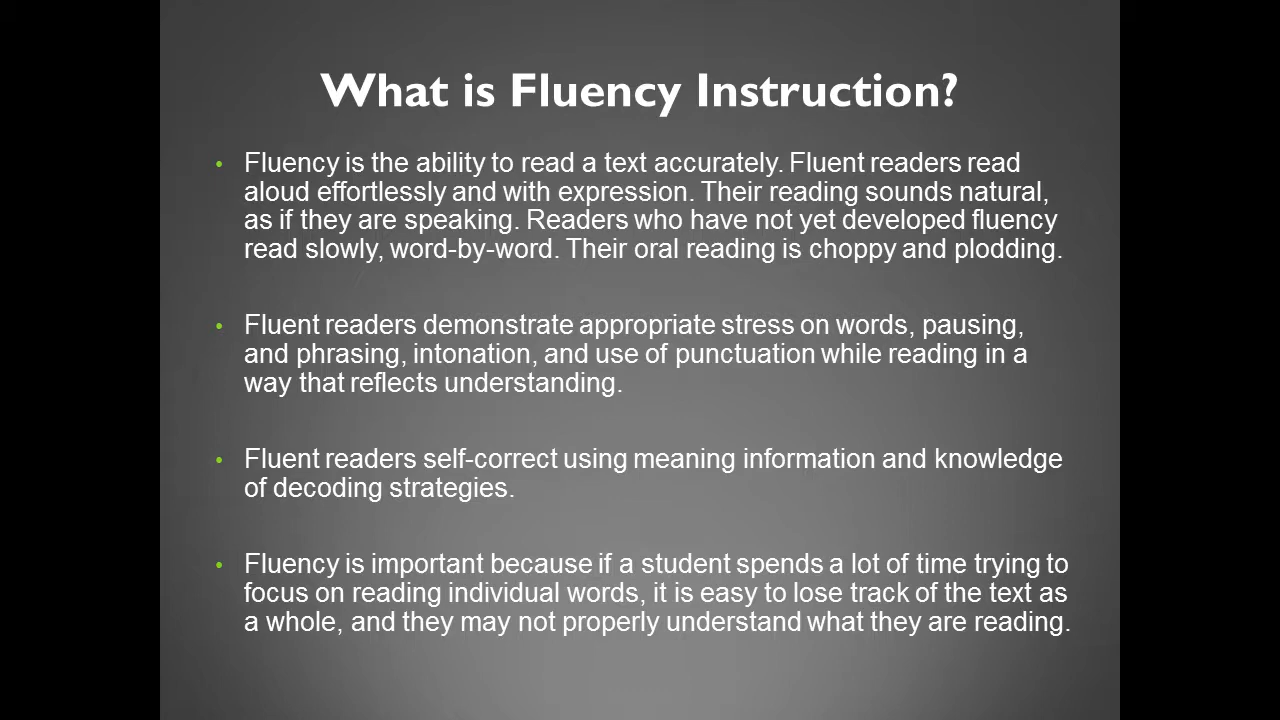 What is Fluency Instruction?
• Fluency is the ability to read a text accurately. Fluent readers read
aloud effortlessly and with expression. Their reading sounds natural,
as if they are speaking. Readers who have not yet developed fluency
read slowly, word-by-word. Their oral reading is choppy and plodding.
• Fluent readers demonstrate appropriate stress on words, pausing,
and phrasing, intonation, and use of punctuation while reading in a
way that reflects understanding.
• Fluent readers self-correct using meaning information and knowledge
of decoding strategies.
• Fluency is important because if a student spends a lot of time trying to
focus on reading individual words, it is easy to lose track of the text as
a whole, and they may not properly understand what they are reading.